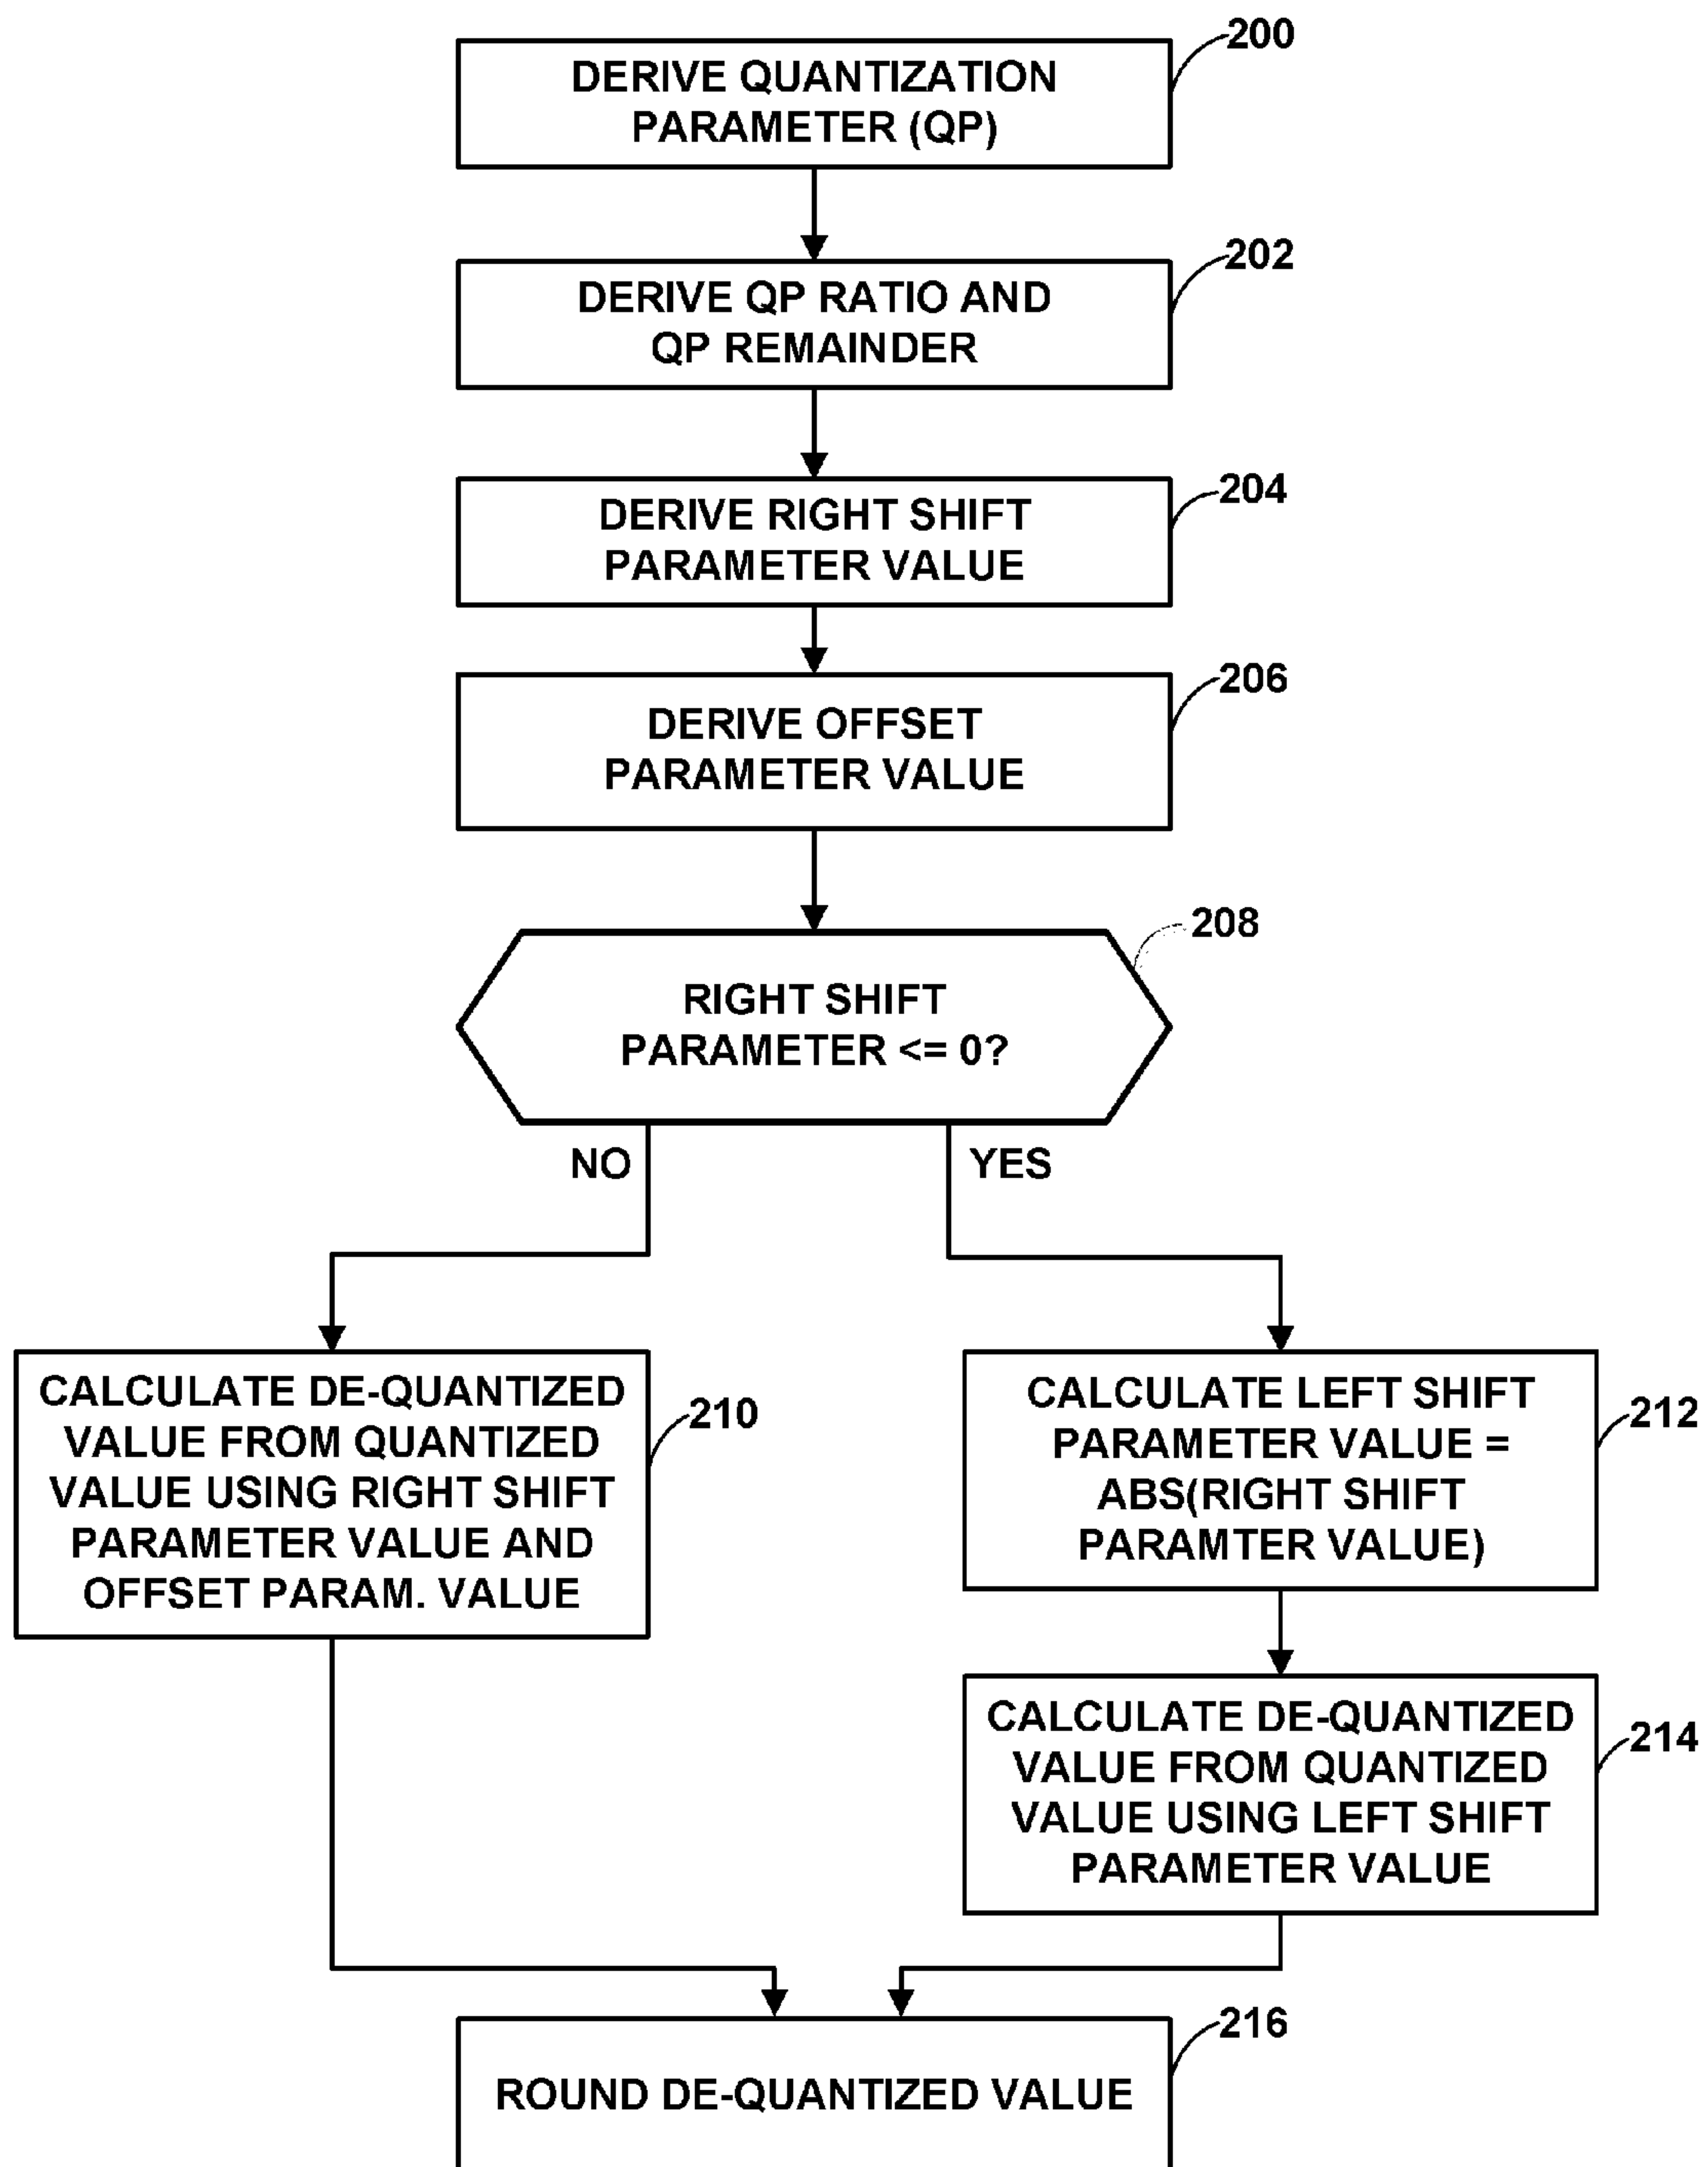 200
DERIVE QUANTIZATION
PARAMETER (QP)
202
DERIVE QP RATIO AND
QP REMAINDER
204
DERIVE RIGHT SHIFT
PARAMETER VALUE
206
DERIVE OFFSET
PARAMETER VALUE
208
RIGHT SHIFT
PARAMETER <= 0?
NO
YES
CALCULATE DE-QUANTIZED
VALUE FROM QUANTIZED
VALUE USING RIGHT SHIFT
PARAMETER VALUE AND
OFFSET PARAM. VALUE
210
CALCULATE LEFT SHIFT
PARAMETER VALUE =
ABS(RIGHT SHIFT
PARAMTER VALUE)
212
CALCULATE DE-QUANTIZED
VALUE FROM QUANTIZED
VALUE USING LEFT SHIFT
PARAMETER VALUE
214
216
ROUND DE-QUANTIZED VALUE